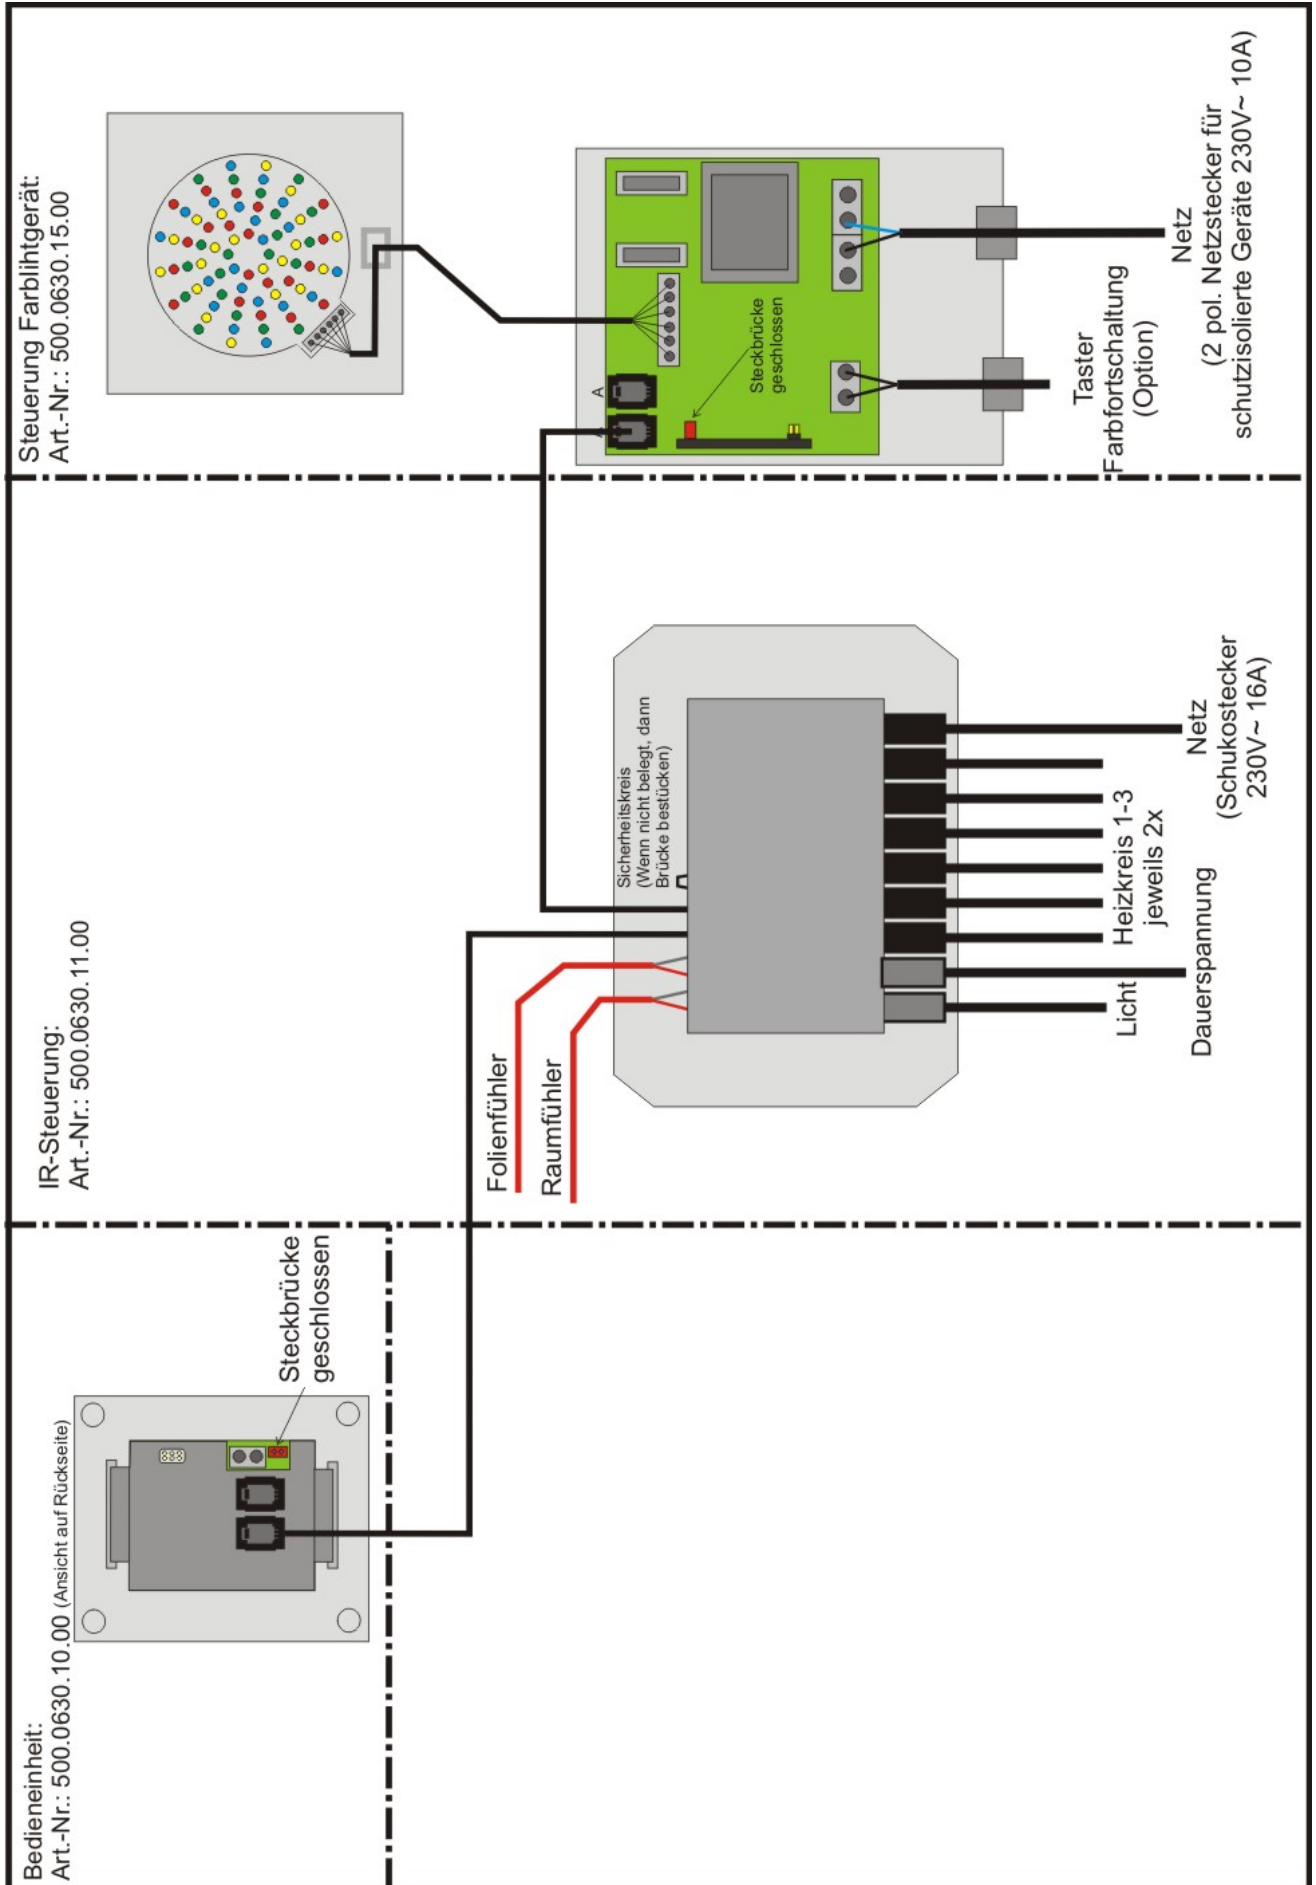 Bedieneinheit:
Art.-Nr.: 500.0630.10.00 (Ansicht auf Rückseite)
Steckbrücke
geschlossen
IR-Steuerung:
Art.-Nr.: 500.0630.11.00
Folienfühler
Raumfühler
Sicherheitskreis
(Wenn nicht belegt, dann
Brücke bestücken)
Licht
Dauerspannung
Heizkreis 1-3
jeweils 2x
Netz
(Schukostecker
230V~ 16A)
Steuerung Farblihtgerät:
Art.-Nr.: 500.0630.15.00
A
Steckbrücke
geschlossen
Taster
Farbfortschaltung
(Option)
Netz
(2 pol. Netzstecker für
schutzisolierte Geräte 230V~ 10A)